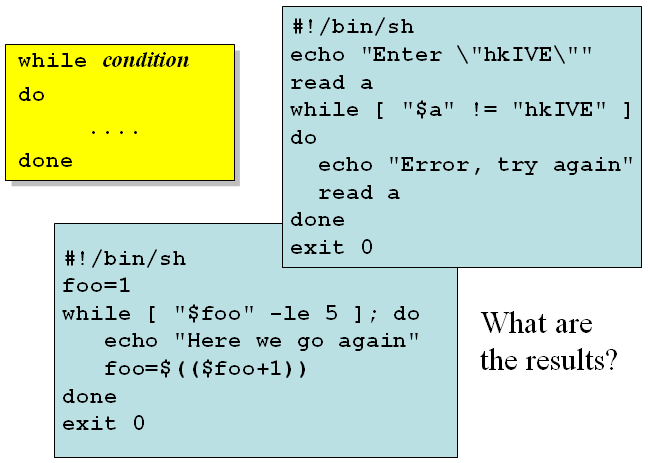 while condition
do
....
done
#!/bin/sh
echo "Enter \"hkIVE\""
read a
while [ "$a" != "hkIVE" ]
do
  echo "Error, try again"
  read a
done
exit 0
#!/bin/sh
foo=1
while [ "$foo" -le 5 ]; do
   echo "Here we go again"
   foo=$(($foo+1))
done
exit 0
What are
the results?